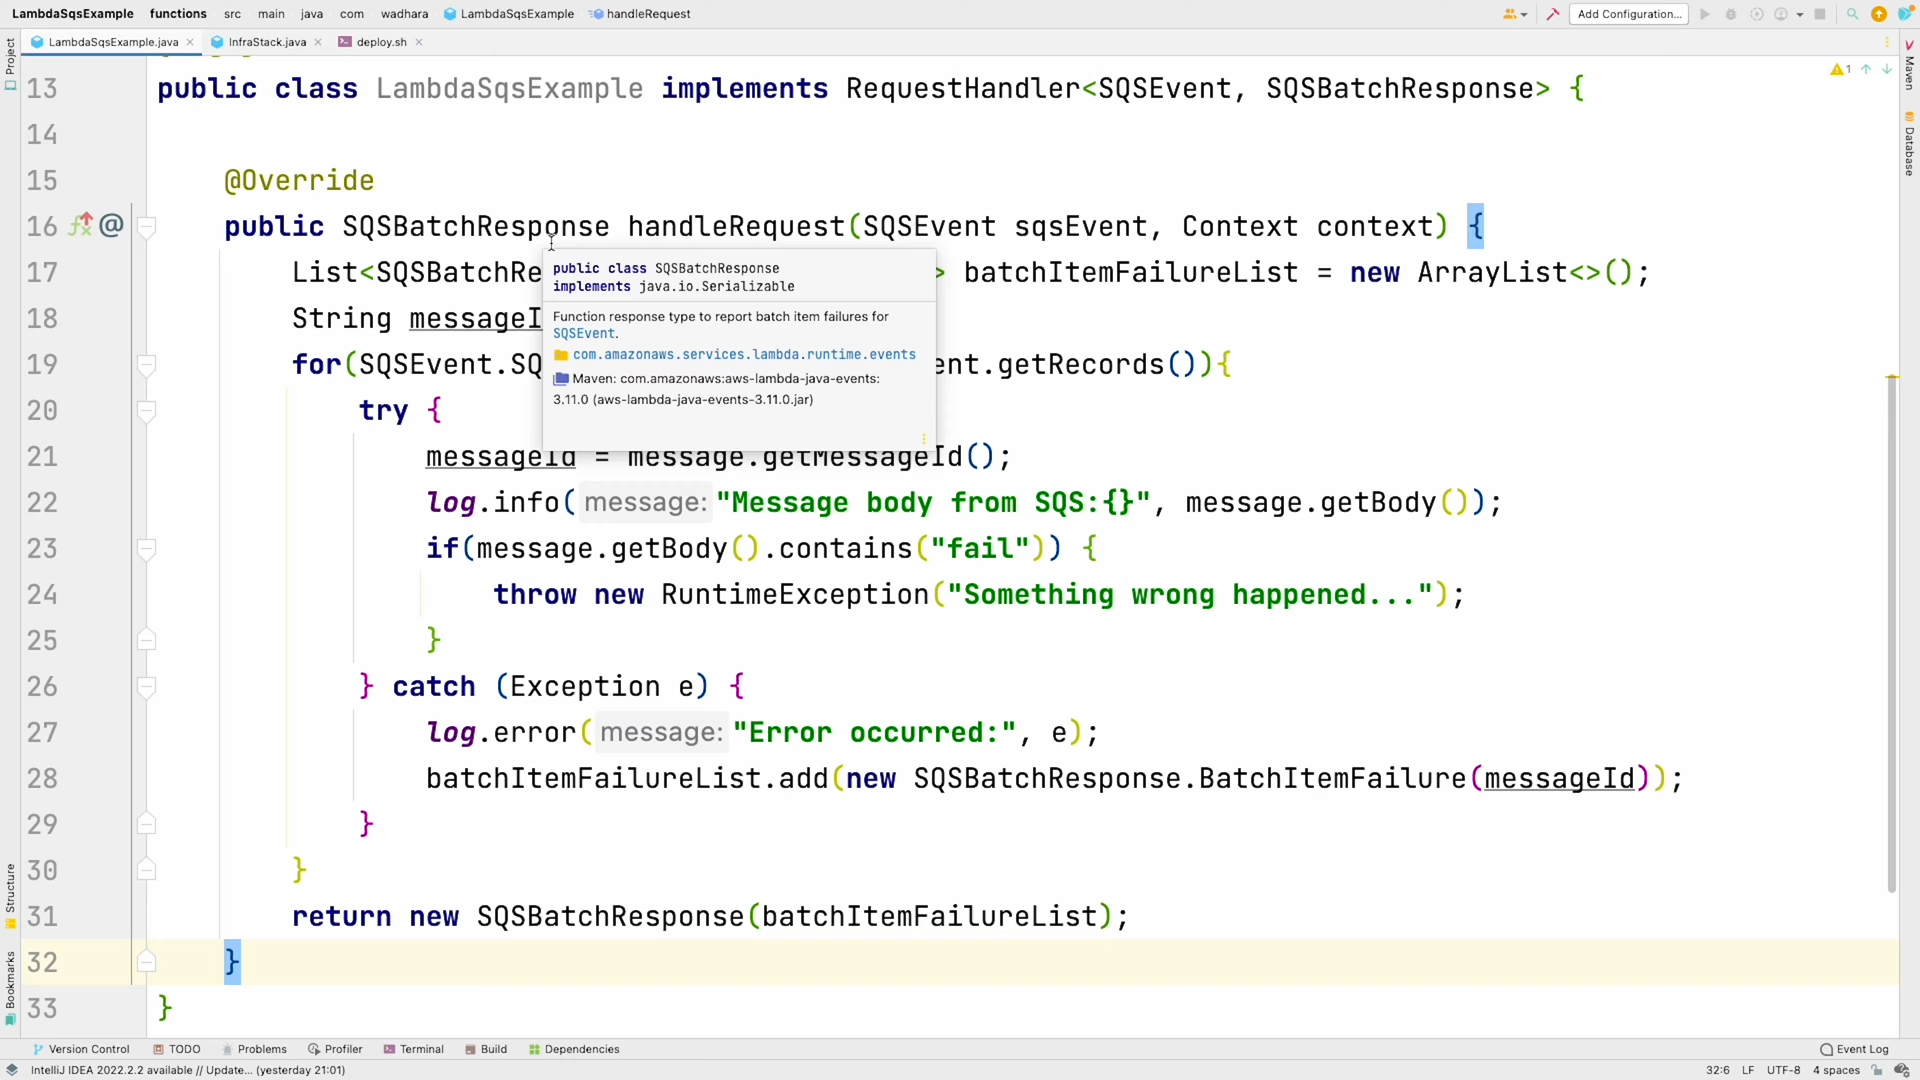 LambdaSqsExample functions src main java com wadhara LambdaSqsExample handleRequest Add Configuration...
LambdaSqsExample.java InfraStack.java deploy.sh
Project
Maven
Database
Structure
Bookmarks
1
13 public class LambdaSqsExample implements RequestHandler<SQSEvent, SQSBatchResponse> {
14
15 @Override
16 public SQSBatchResponse handleRequest(SQSEvent sqsEvent, Context context) {
17 List<SQSBatchRe > batchItemFailureList = new ArrayList<>();
18 String messageI
19 for(SQSEvent.SQ ent.getRecords()){
20 try {
21 messageId = message.getMessageId();
22 log.info( message: "Message body from SQS:{}", message.getBody());
23 if(message.getBody().contains("fail")) {
24 throw new RuntimeException("Something wrong happened...");
25 }
26 } catch (Exception e) {
27 log.error( message: "Error occurred:", e);
28 batchItemFailureList.add(new SQSBatchResponse.BatchItemFailure(messageId));
29 }
30 }
31 return new SQSBatchResponse(batchItemFailureList);
32 }
33 }
public class SQSBatchResponse
implements java.io.Serializable
Function response type to report batch item failures for
SQSEvent.
com.amazonaws.services.lambda.runtime.events
Maven: com.amazonaws:aws-lambda-java-events:
3.11.0 (aws-lambda-java-events-3.11.0.jar)
Version Control TODO Problems Profiler Terminal Build Dependencies Event Log
IntelliJ IDEA 2022.2.2 available // Update... (yesterday 21:01) 32:6 LF UTF-8 4 spaces